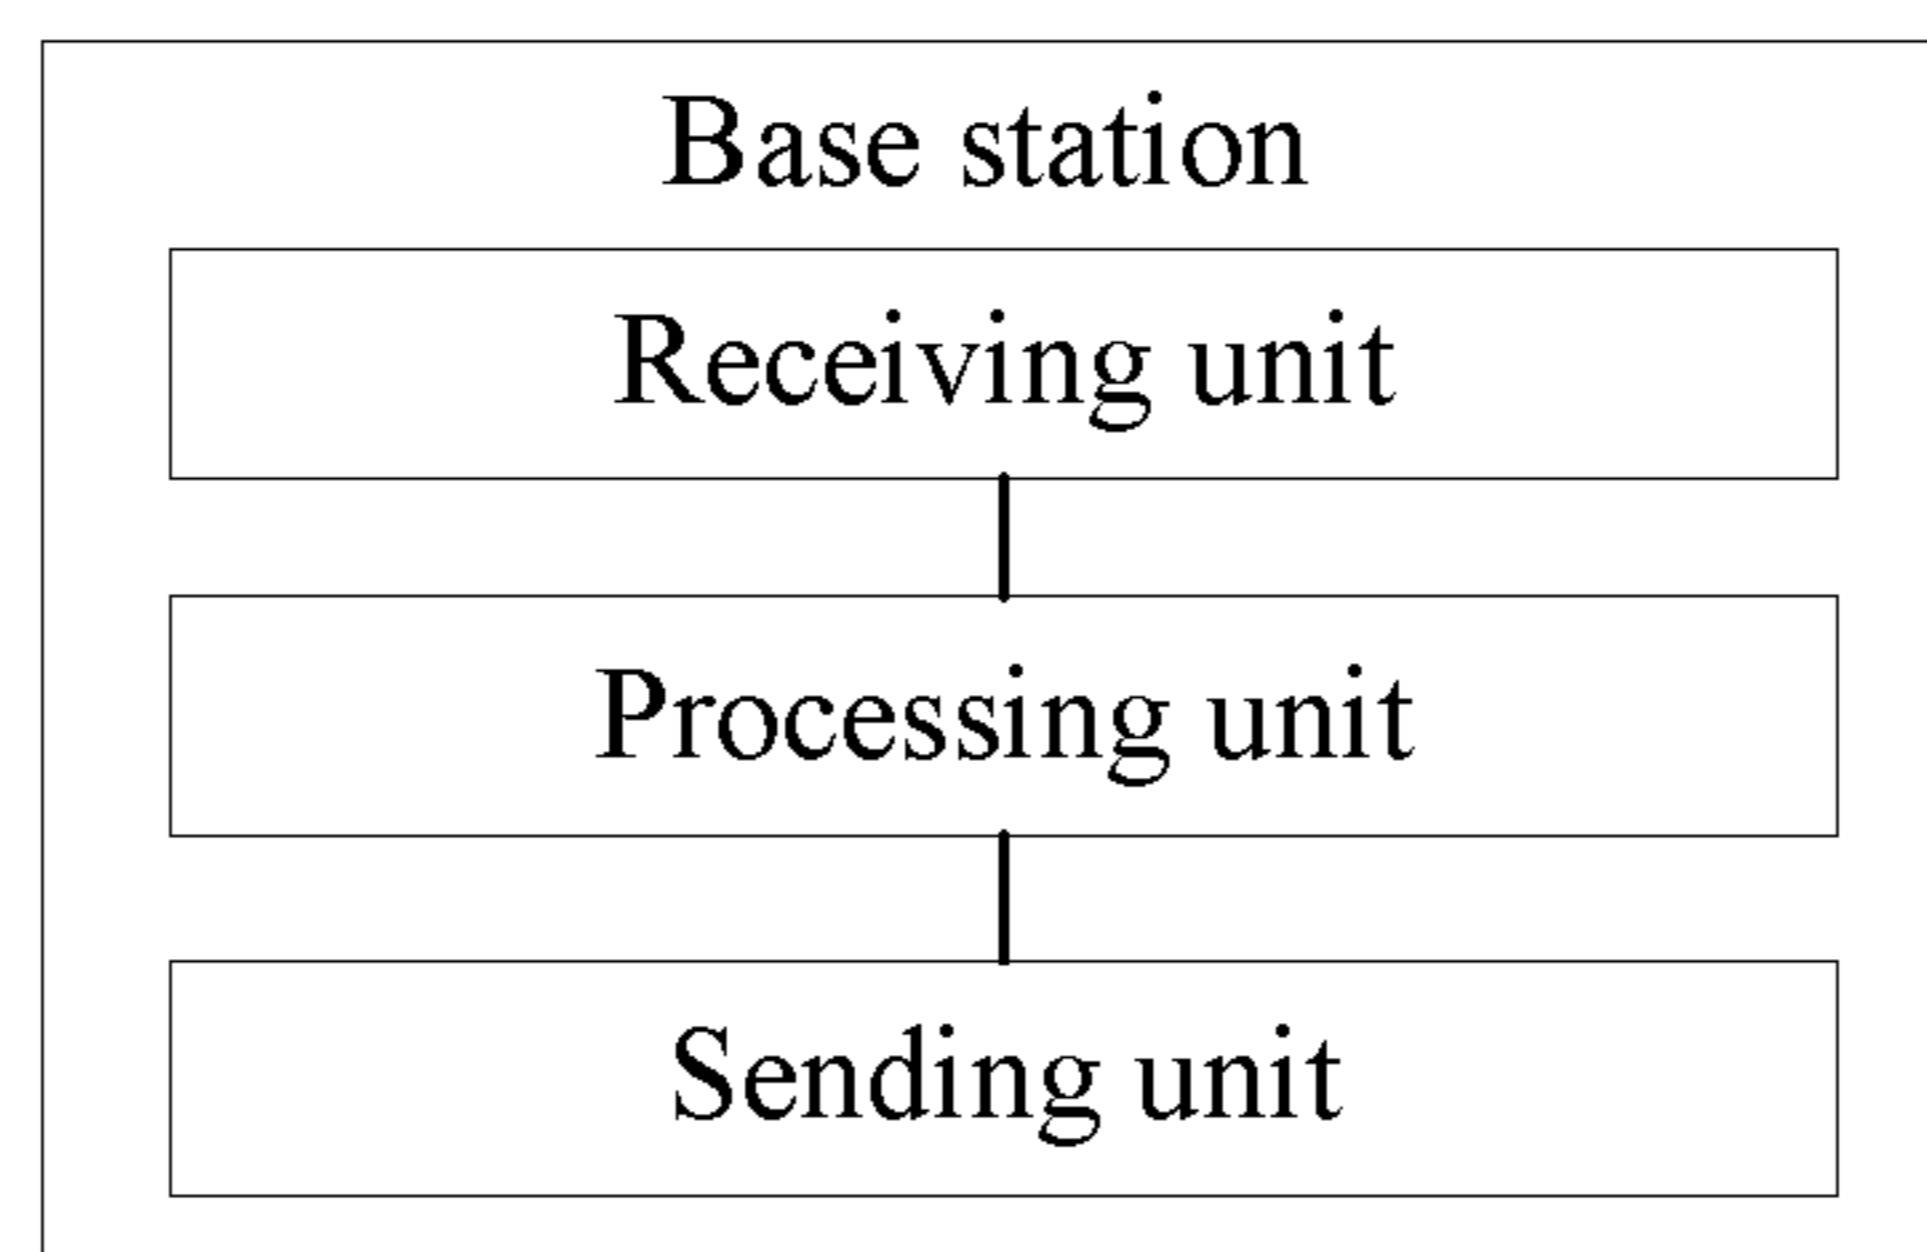 Base station
Receiving unit
Processing unit
Sending unit